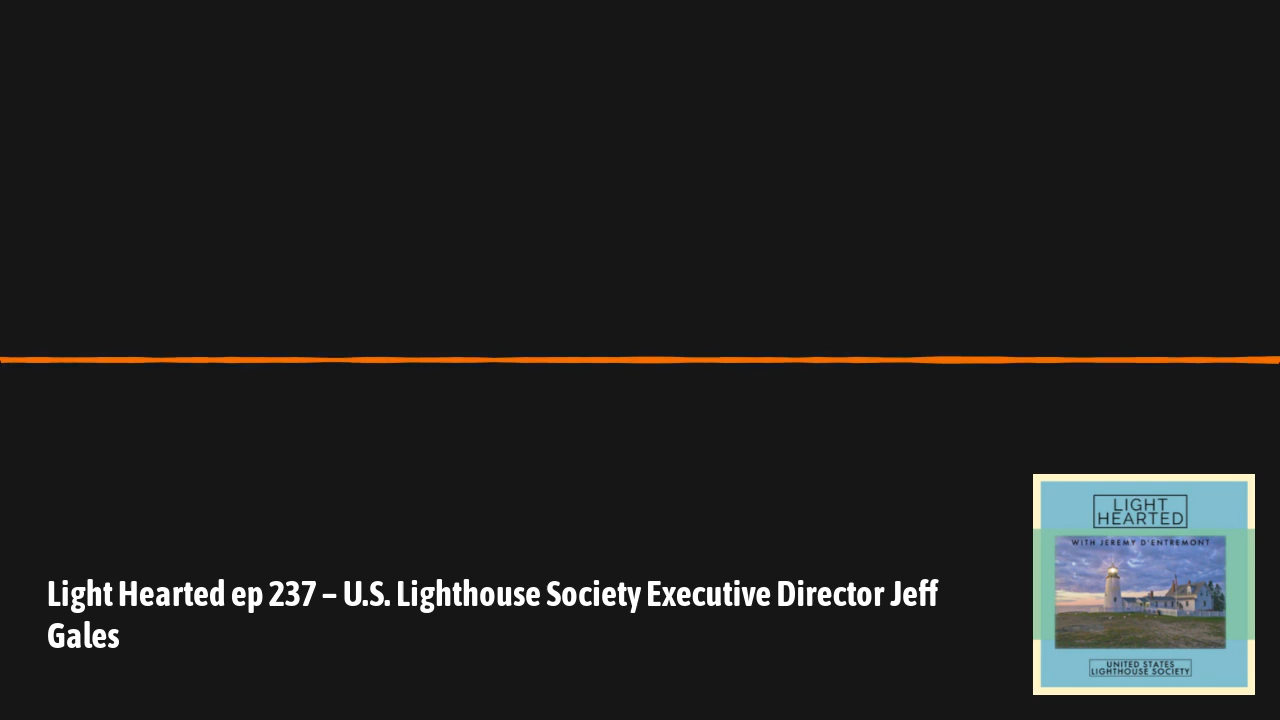 Light Hearted ep 237 – U.S. Lighthouse Society Executive Director Jeff
Gales
LIGHT
HEARTED
WITH JEREMY D'ENTREMONT
UNITED STATES
LIGHTHOUSE SOCIETY